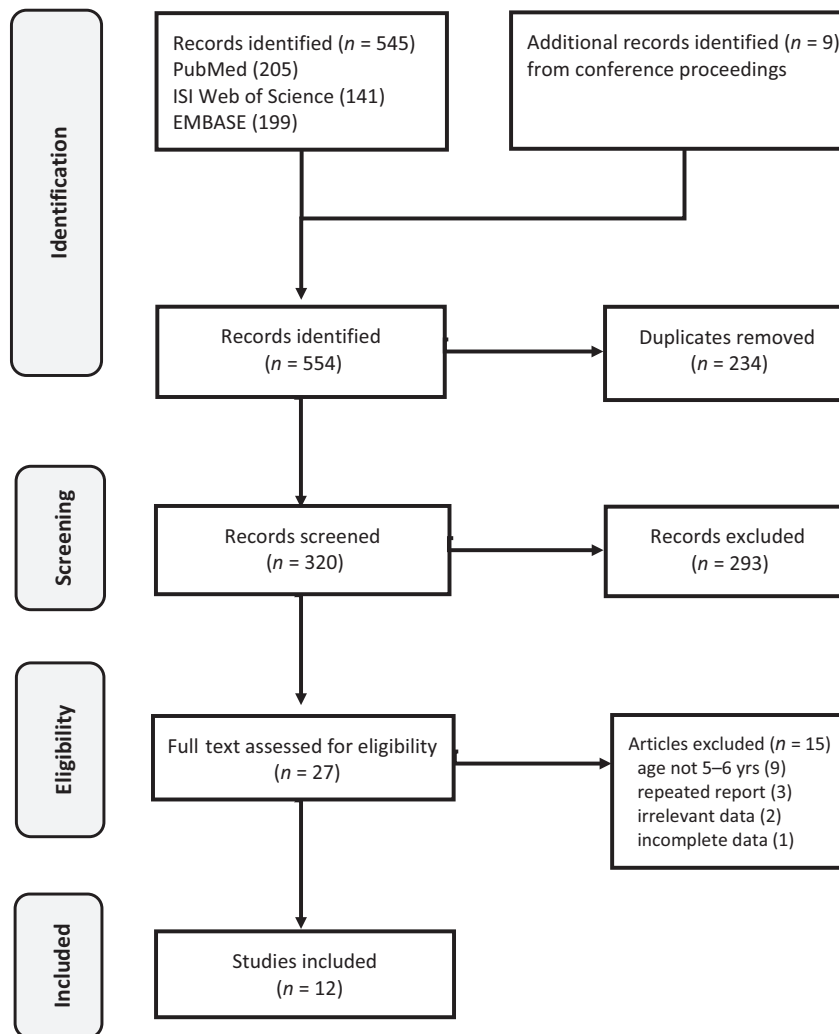 Identification
Records identified (n = 545)
PubMed (205)
ISI Web of Science (141)
EMBASE (199)
Additional records identified (n = 9)
from conference proceedings
Records identified
(n = 554)
Duplicates removed
(n = 234)
Screening
Records screened
(n = 320)
Records excluded
(n = 293)
Eligibility
Full text assessed for eligibility
(n = 27)
Articles excluded (n = 15)
age not 5–6 yrs (9)
repeated report (3)
irrelevant data (2)
incomplete data (1)
Included
Studies included
(n = 12)